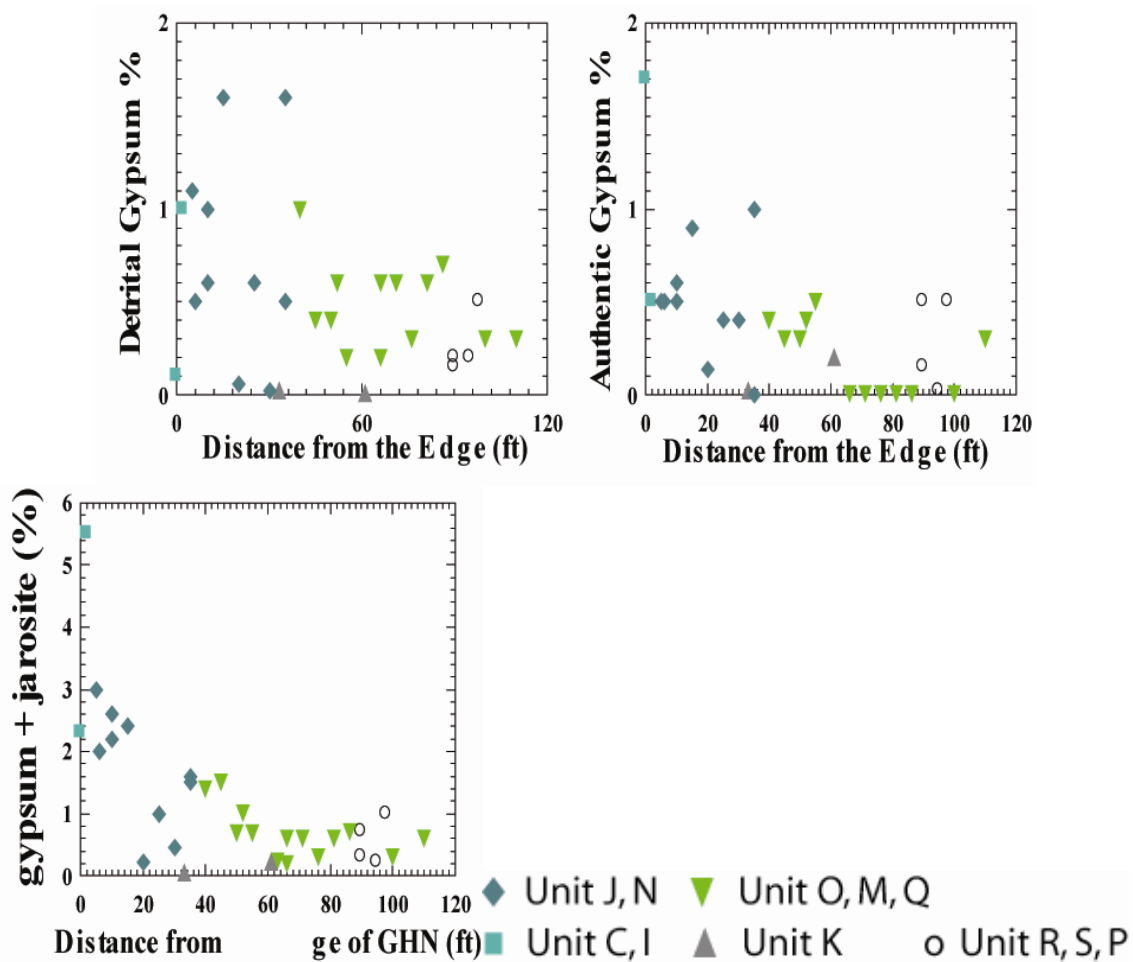 2
1
0
Detrital Gypsum %
0
60
120
Distance from the Edge (ft)
2
1
0
Authentic Gypsum %
0 20 40 60 80 100 120
Distance from the Edge (ft)
6
5
4
3
2
1
0
gypsum + jarosite (%)
0 20 40 60 80 100 120
Distance from ge of GHN (ft)
Unit J, N
Unit O, M, Q
Unit C, I
Unit K
Unit R, S, P